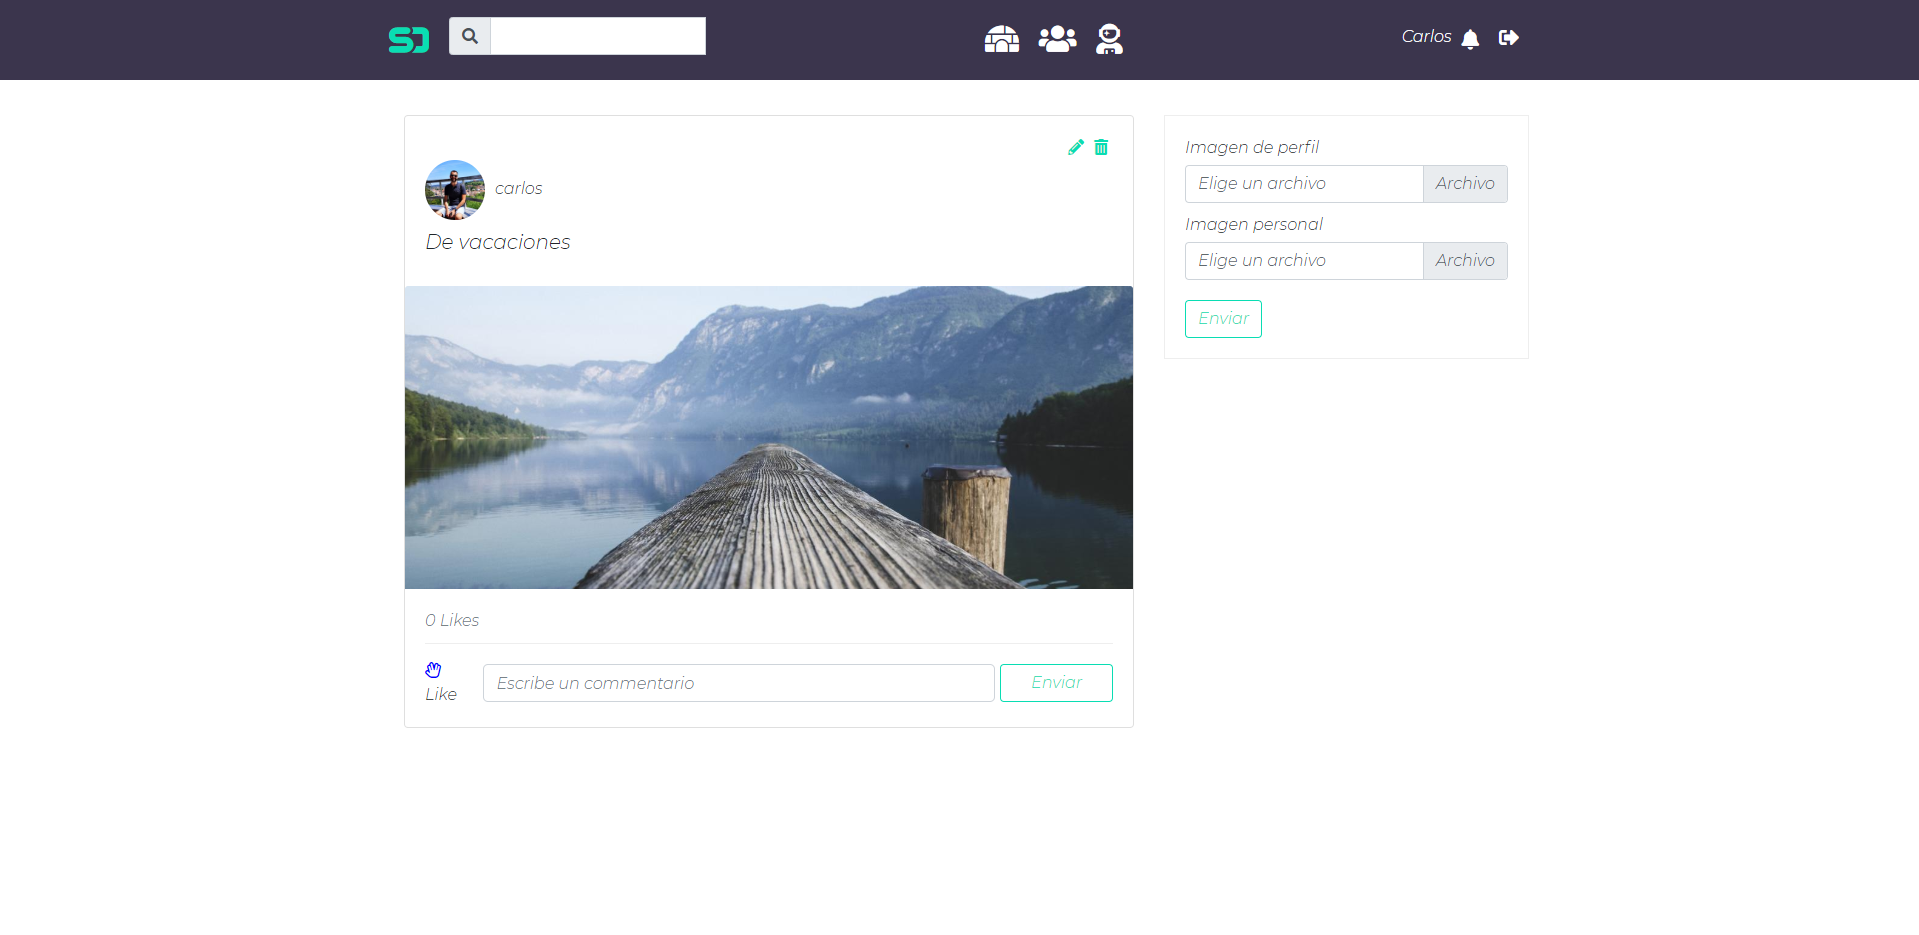 Carlos
carlos
De vacaciones
0 Likes
Like
Escribe un commentario
Enviar
Imagen de perfil
Elige un archivo
Archivo
Imagen personal
Elige un archivo
Archivo
Enviar